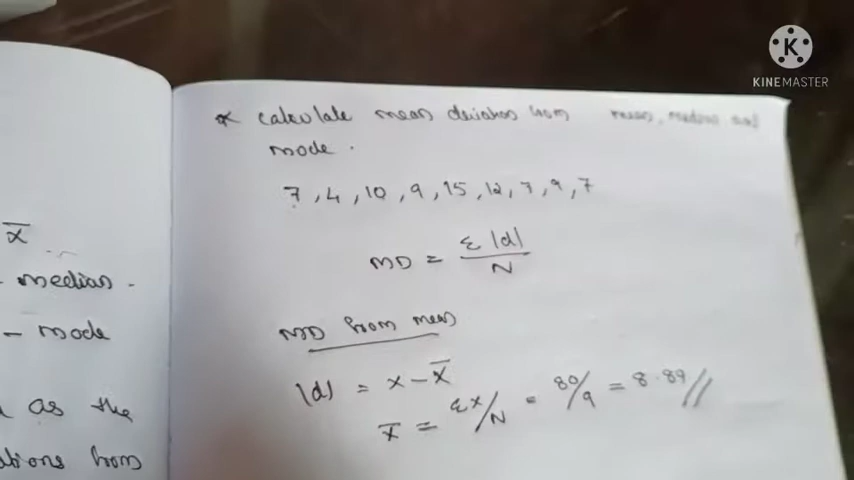 K
KINEMASTER
x̄
- median -
- mode
as the
ations from
* calculate mean deviation from mean, median and
mode.
7, 4, 10, 9, 15, 12, 7, 9, 7
MD = Σ|d|/N
MD from mean
|d| = x - x̄
x̄ = Σx/N = 80/9 = 8.89//